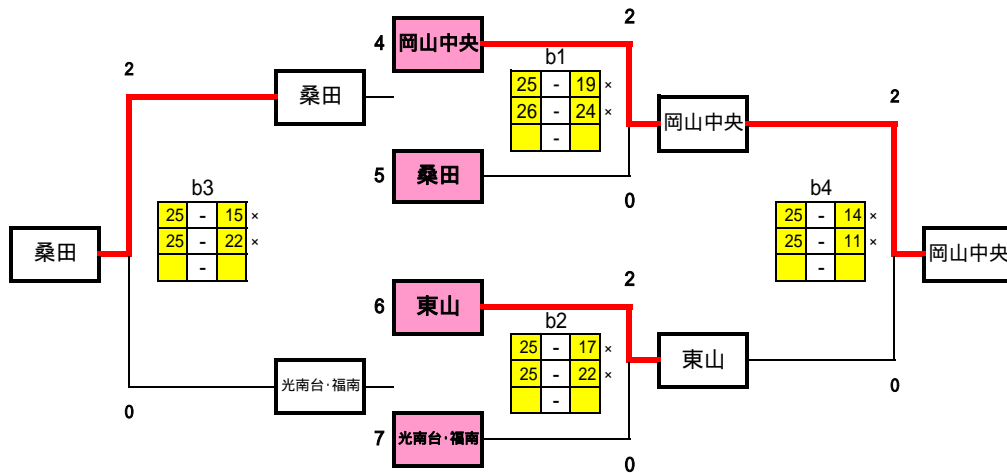 2
4 岡山中央
2
b1
25 - 19 ×
26 - 24 ×
-
桑田
岡山中央
2
5 桑田
0
b3
25 - 15 ×
25 - 22 ×
-
b4
25 - 14 ×
25 - 11 ×
-
桑田
岡山中央
6 東山
2
b2
25 - 17 ×
25 - 22 ×
-
東山
光南台・福南
0
0
7 光南台・福南
0